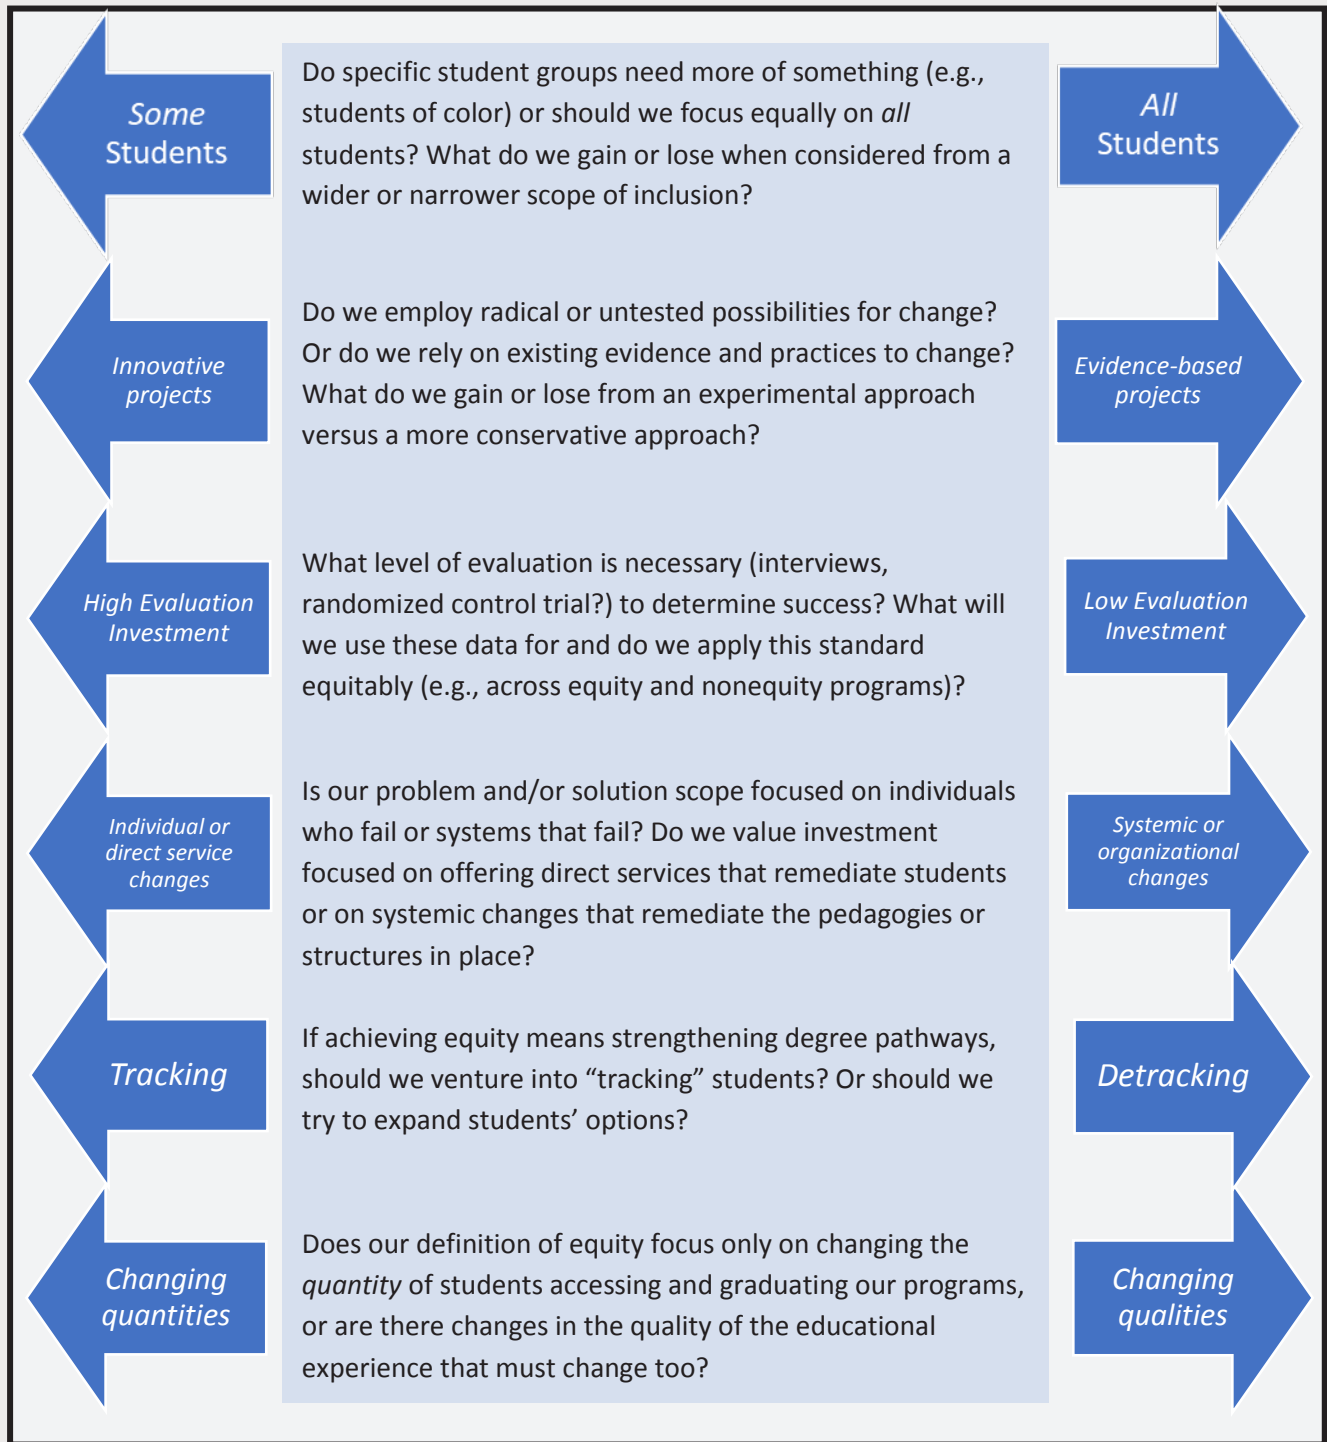 Some
Students
Do specific student groups need more of something (e.g.,
students of color) or should we focus equally on all
students? What do we gain or lose when considered from a
wider or narrower scope of inclusion?
All
Students
Innovative
projects
Do we employ radical or untested possibilities for change?
Or do we rely on existing evidence and practices to change?
What do we gain or lose from an experimental approach
versus a more conservative approach?
Evidence-based
projects
High Evaluation
Investment
What level of evaluation is necessary (interviews,
randomized control trial?) to determine success? What will
we use these data for and do we apply this standard
equitably (e.g., across equity and nonequity programs)?
Low Evaluation
Investment
Individual or
direct service
changes
Is our problem and/or solution scope focused on individuals
who fail or systems that fail? Do we value investment
focused on offering direct services that remediate students
or on systemic changes that remediate the pedagogies or
structures in place?
Systemic or
organizational
changes
Tracking
If achieving equity means strengthening degree pathways,
should we venture into “tracking” students? Or should we
try to expand students’ options?
Detracking
Changing
quantities
Does our definition of equity focus only on changing the
quantity of students accessing and graduating our programs,
or are there changes in the quality of the educational
experience that must change too?
Changing
qualities